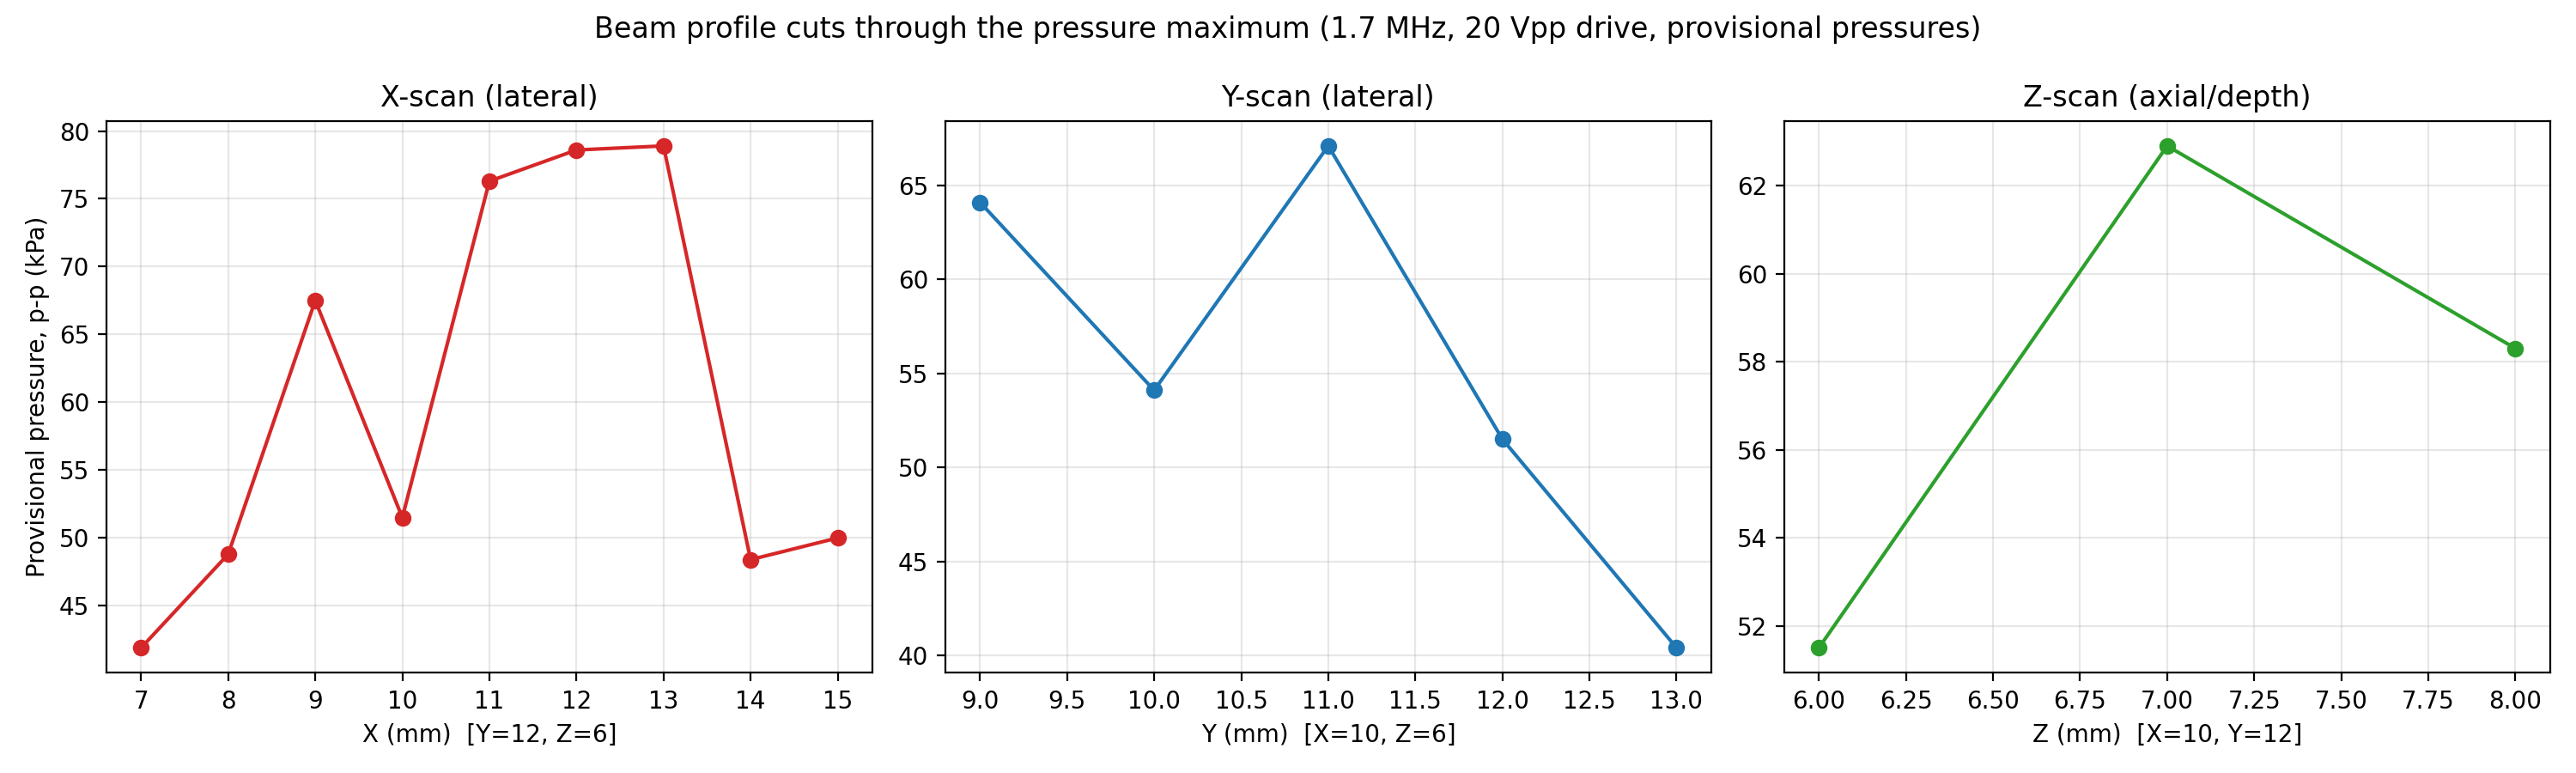 Beam profile cuts through the pressure maximum (1.7 MHz, 20 Vpp drive, provisional pressures)
X-scan (lateral)
Provisional pressure, p-p (kPa)
80
75
70
65
60
55
50
45
7 8 9 10 11 12 13 14 15
X (mm) [Y=12, Z=6]
Y-scan (lateral)
65
60
55
50
45
40
9.0 9.5 10.0 10.5 11.0 11.5 12.0 12.5 13.0
Y (mm) [X=10, Z=6]
Z-scan (axial/depth)
62
60
58
56
54
52
6.00 6.25 6.50 6.75 7.00 7.25 7.50 7.75 8.00
Z (mm) [X=10, Y=12]